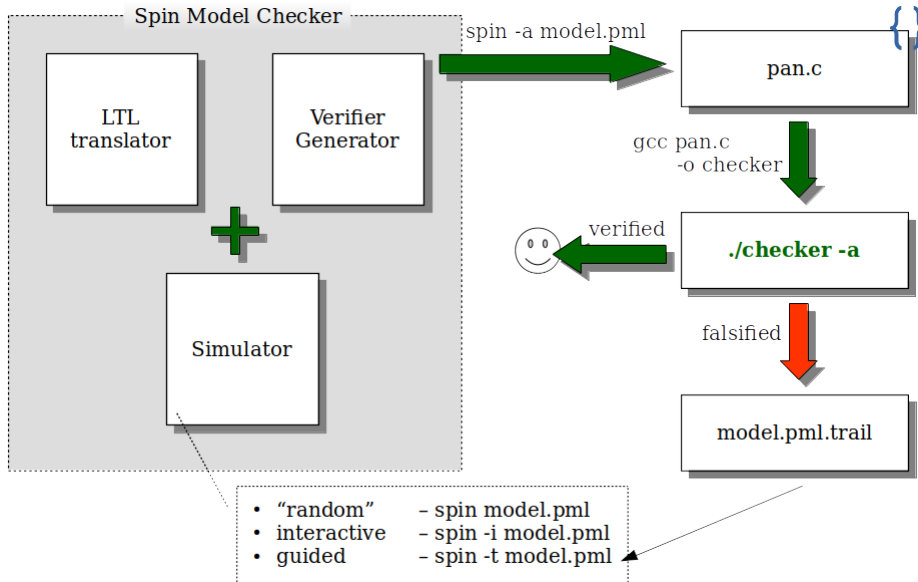 Spin Model Checker
LTL
translator
Verifier
Generator
Simulator
spin -a model.pml
{ }
pan.c
gcc pan.c
-o checker
./checker -a
verified
falsified
model.pml.trail
• “random” – spin model.pml
• interactive – spin -i model.pml
• guided – spin -t model.pml